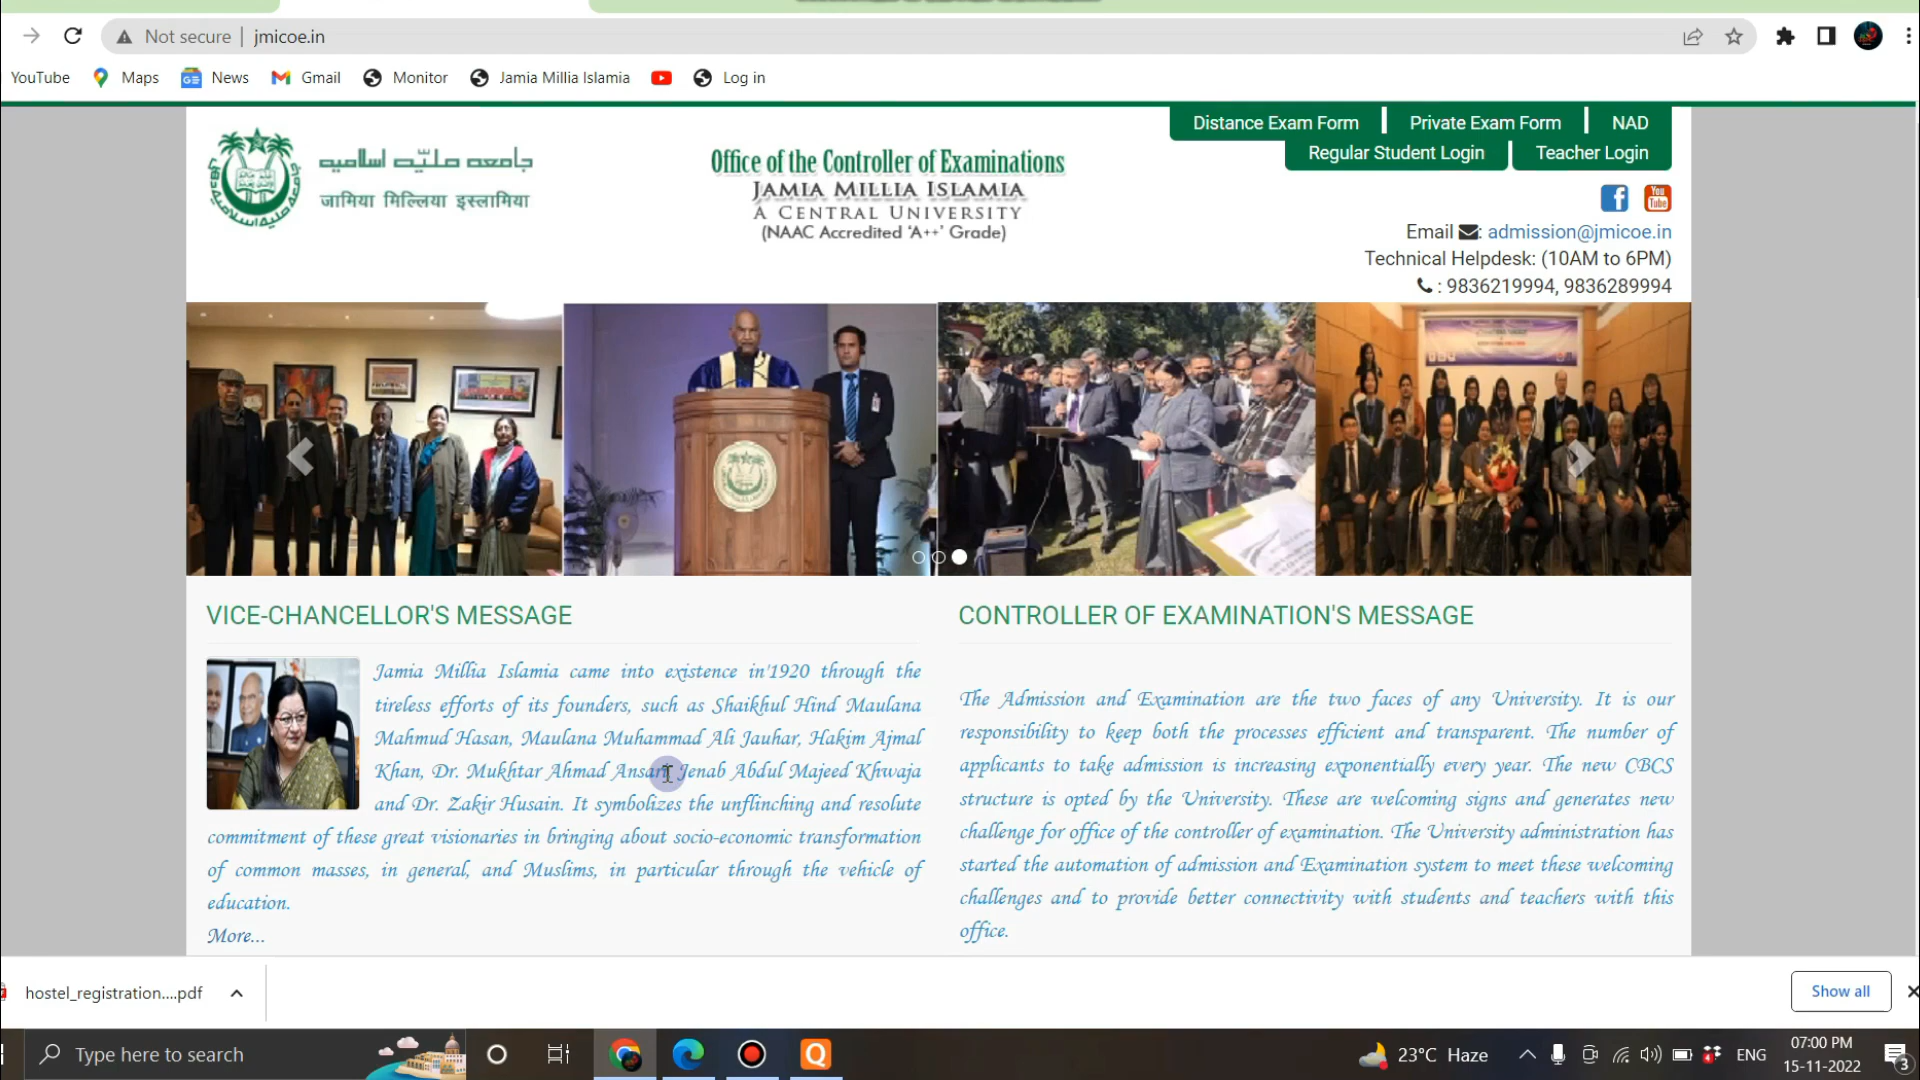 Not secure | jmicoe.in
YouTube Maps News Gmail Monitor Jamia Millia Islamia Log in
Distance Exam Form Private Exam Form NAD
Regular Student Login Teacher Login
جامعه ملیّه اسلامیه
जामिया मिल्लिया इस्लामिया
Office of the Controller of Examinations
JAMIA MILLIA ISLAMIA
A CENTRAL UNIVERSITY
(NAAC Accredited 'A++' Grade)
You Tube
Email : admission@jmicoe.in
Technical Helpdesk: (10AM to 6PM)
: 9836219994, 9836289994
VICE-CHANCELLOR'S MESSAGE
Jamia Millia Islamia came into existence in'1920 through the
tireless efforts of its founders, such as Shaikhul Hind Maulana
Mahmud Hasan, Maulana Muhammad Ali Jauhar, Hakim Ajmal
Khan, Dr. Mukhtar Ahmad Ansari Jenab Abdul Majeed Khwaja
and Dr. Zakir Husain. It symbolizes the unflinching and resolute
commitment of these great visionaries in bringing about socio-economic transformation
of common masses, in general, and Muslims, in particular through the vehicle of
education.
More...
CONTROLLER OF EXAMINATION'S MESSAGE
The Admission and Examination are the two faces of any University. It is our
responsibility to keep both the processes efficient and transparent. The number of
applicants to take admission is increasing exponentially every year. The new CBCS
structure is opted by the University. These are welcoming signs and generates new
challenge for office of the controller of examination. The University administration has
started the automation of admission and Examination system to meet these welcoming
challenges and to provide better connectivity with students and teachers with this
office.
hostel_registration....pdf
Show all
Type here to search
23°C Haze
ENG
07:00 PM
15-11-2022
3